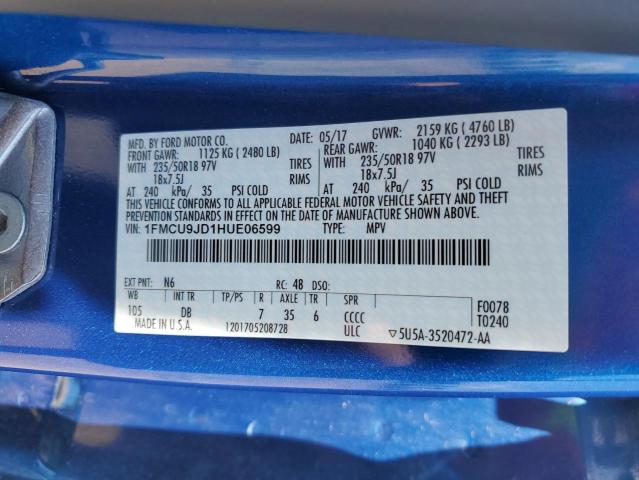 MFD. BY FORD MOTOR CO. DATE: 05/17 GVWR: 2159 KG ( 4760 LB)
FRONT GAWR: 1125 KG ( 2480 LB) REAR GAWR: 1040 KG ( 2293 LB)
WITH 235/50R18 97V TIRES WITH 235/50R18 97V TIRES
18x7.5J RIMS 18x7.5J RIMS
AT 240 kPa/ 35 PSI COLD AT 240 kPa/ 35 PSI COLD
THIS VEHICLE CONFORMS TO ALL APPLICABLE FEDERAL MOTOR VEHICLE SAFETY AND
THEFT PREVENTION STANDARDS IN EFFECT ON THE DATE OF MANUFACTURE SHOWN ABOVE.
VIN: 1FMCU9JD1HUE06599 TYPE: MPV
EXT PNT: N6 RC: 48 DSO:
WB INT TR R AXLE TR SPR F0078
105 DB 7 35 6 CCCC T0240
MADE IN U.S.A. 1201705208728 ULC ▽5U5A-3520472-AA